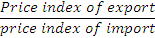 Price index of export
price index of import